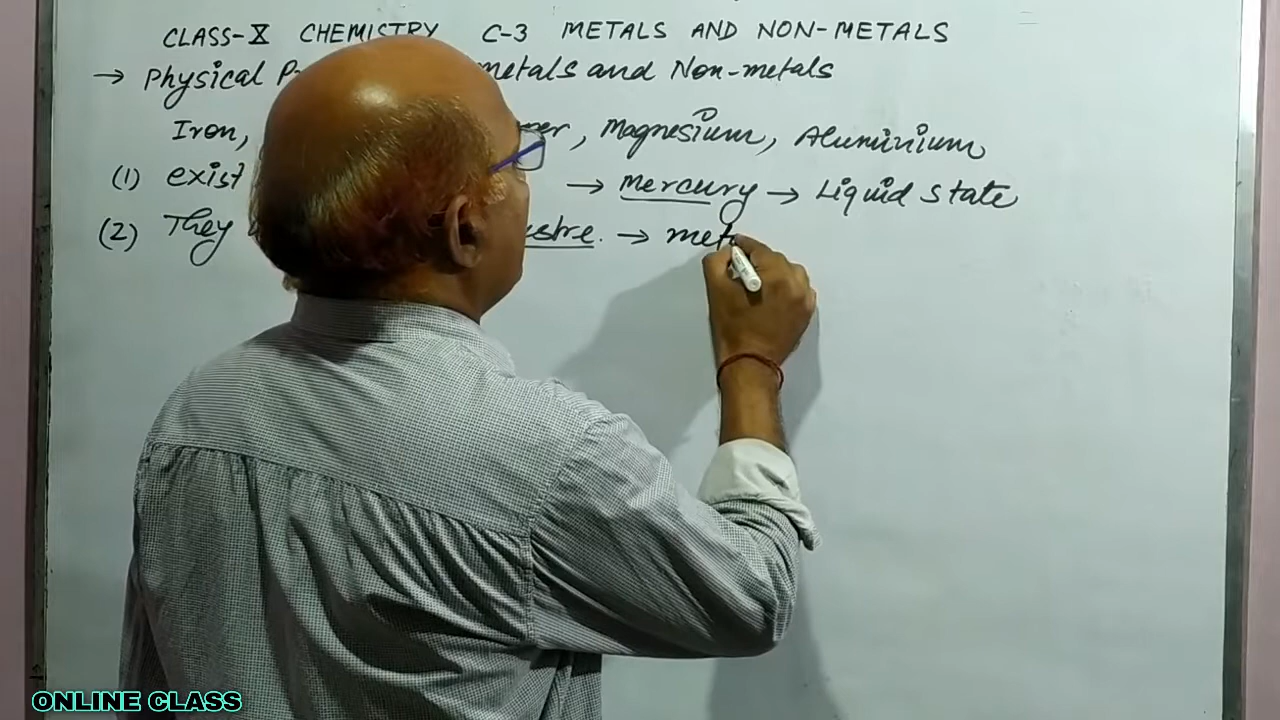 CLASS-X CHEMISTRY C-3 METALS AND NON-METALS
→ Physical metals and Non-metals
Iron, , Magnesium, Aluminium
(1) exist → mercury → Liquid state
(2) They → met
ONLINE CLASS